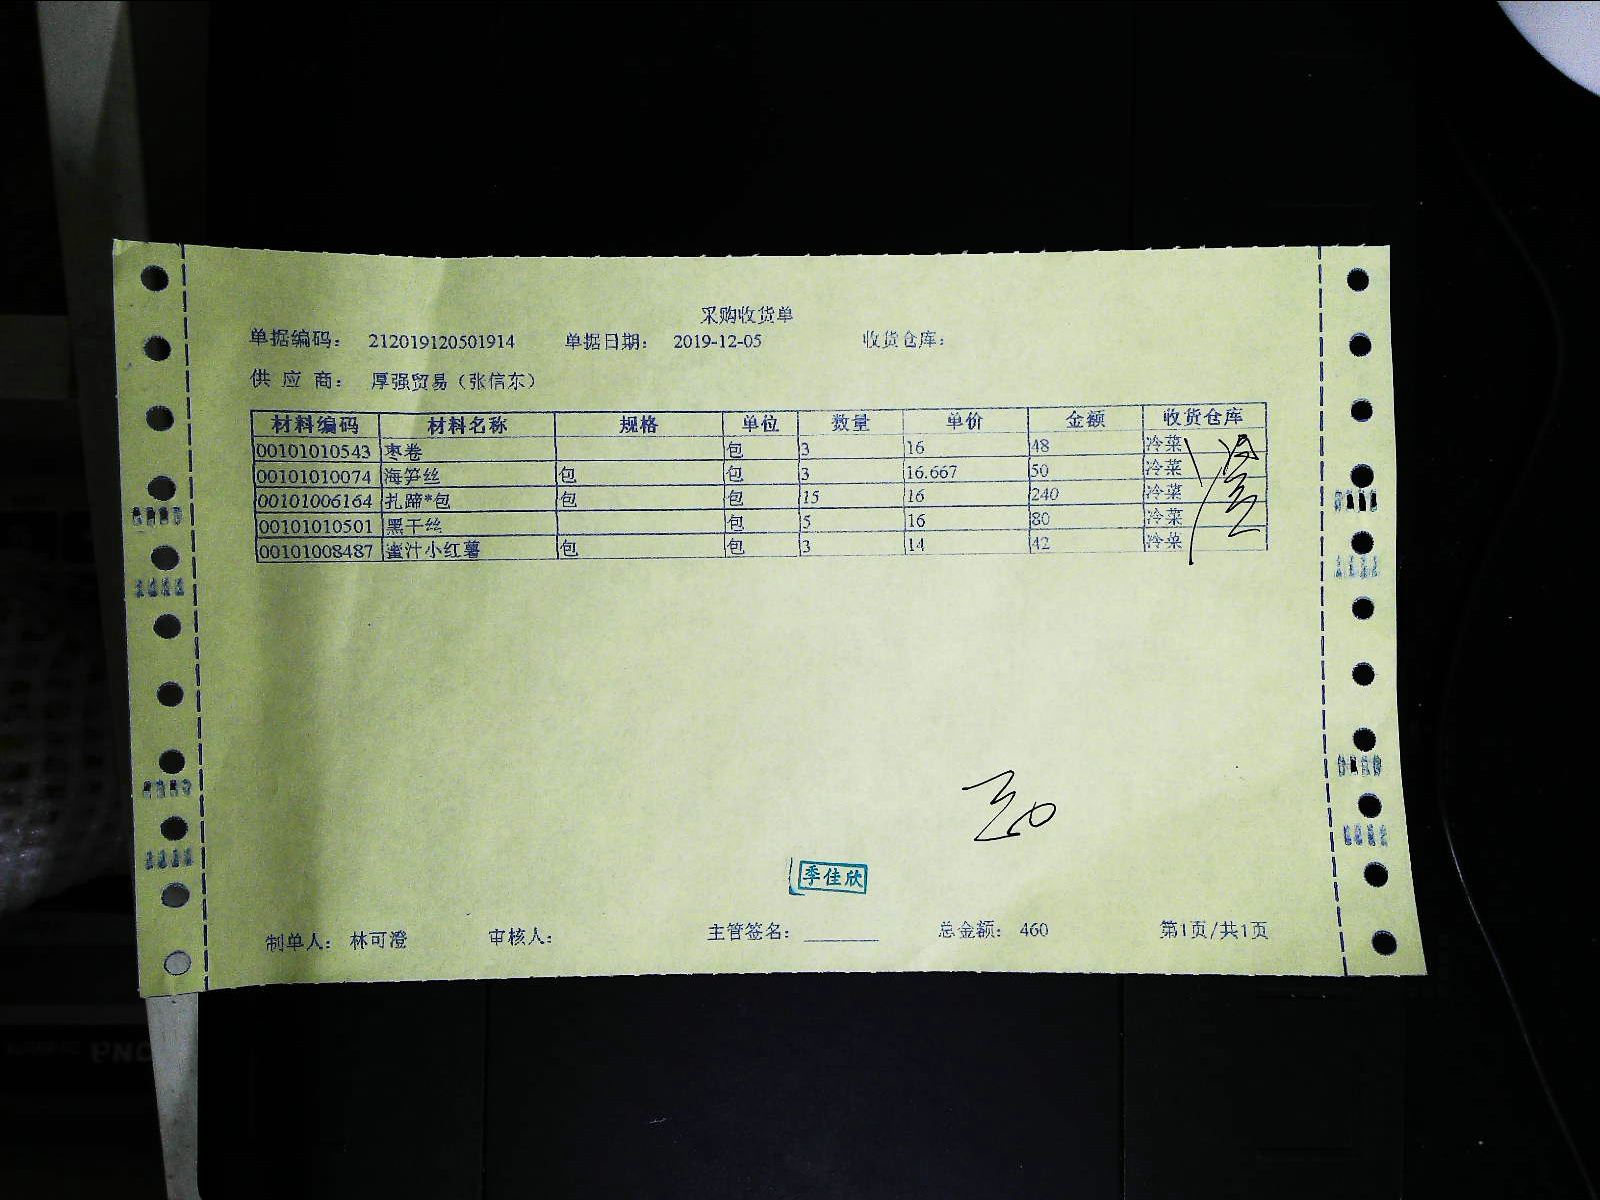 采购收货单
单据编码： 212019120501914 单据日期： 2019-12-05 收货仓库：
供 应 商： 厚强贸易（张信东）
材料编码 材料名称 规格 单位 数量 单价 金额 收货仓库
00101010543 枣卷 包 3 16 48 冷菜
00101010074 海笋丝 包 包 3 16.667 50 冷菜
00101006164 扎蹄*包 包 包 15 16 240 冷菜
00101010501 黑干丝 包 5 16 80 冷菜
00101008487 蜜汁小红薯 包 包 3 14 42 冷菜
季佳欣
制单人： 林可澄 审核人： 主管签名： 总金额： 460 第1页/共1页